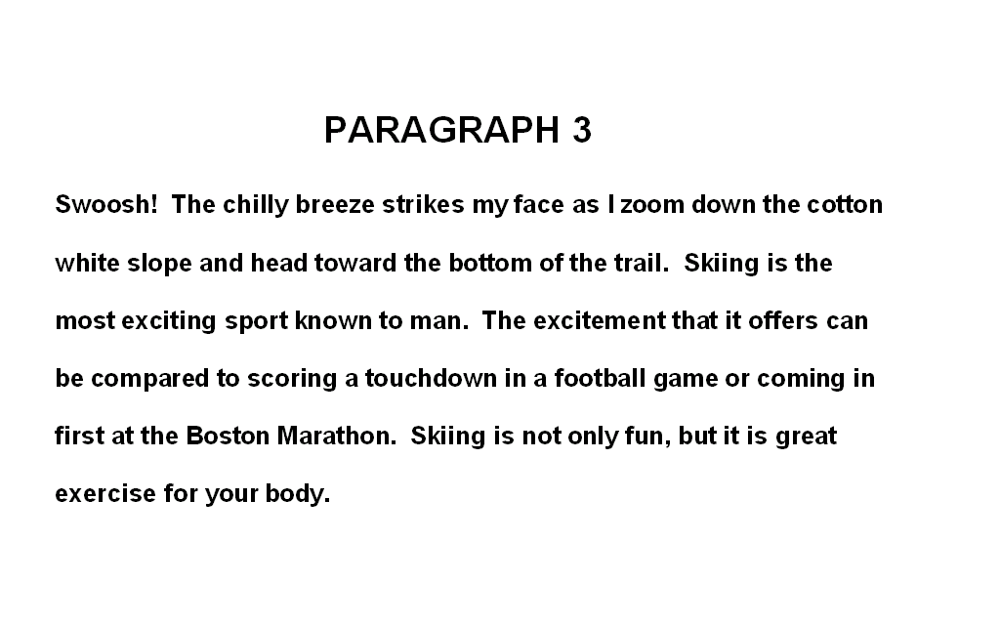 PARAGRAPH 3
Swoosh!  The chilly breeze strikes my face as I zoom down the cotton
white slope and head toward the bottom of the trail.  Skiing is the
most exciting sport known to man.  The excitement that it offers can
be compared to scoring a touchdown in a football game or coming in
first at the Boston Marathon.  Skiing is not only fun, but it is great
exercise for your body.